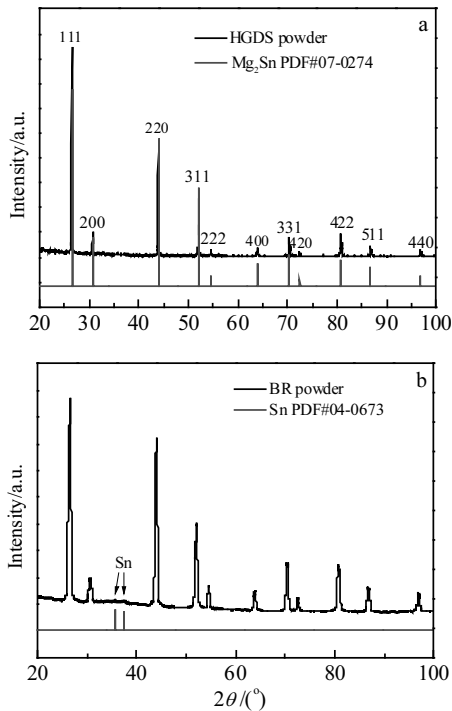 a
HGDS powder
Mg₂Sn PDF#07-0274
Intensity/a.u.
111
200
220
311
222
400
331
420
422
511
440
20 30 40 50 60 70 80 90 100
b
BR powder
Sn PDF#04-0673
Intensity/a.u.
Sn
20 40 60 80 100
2θ/(°)